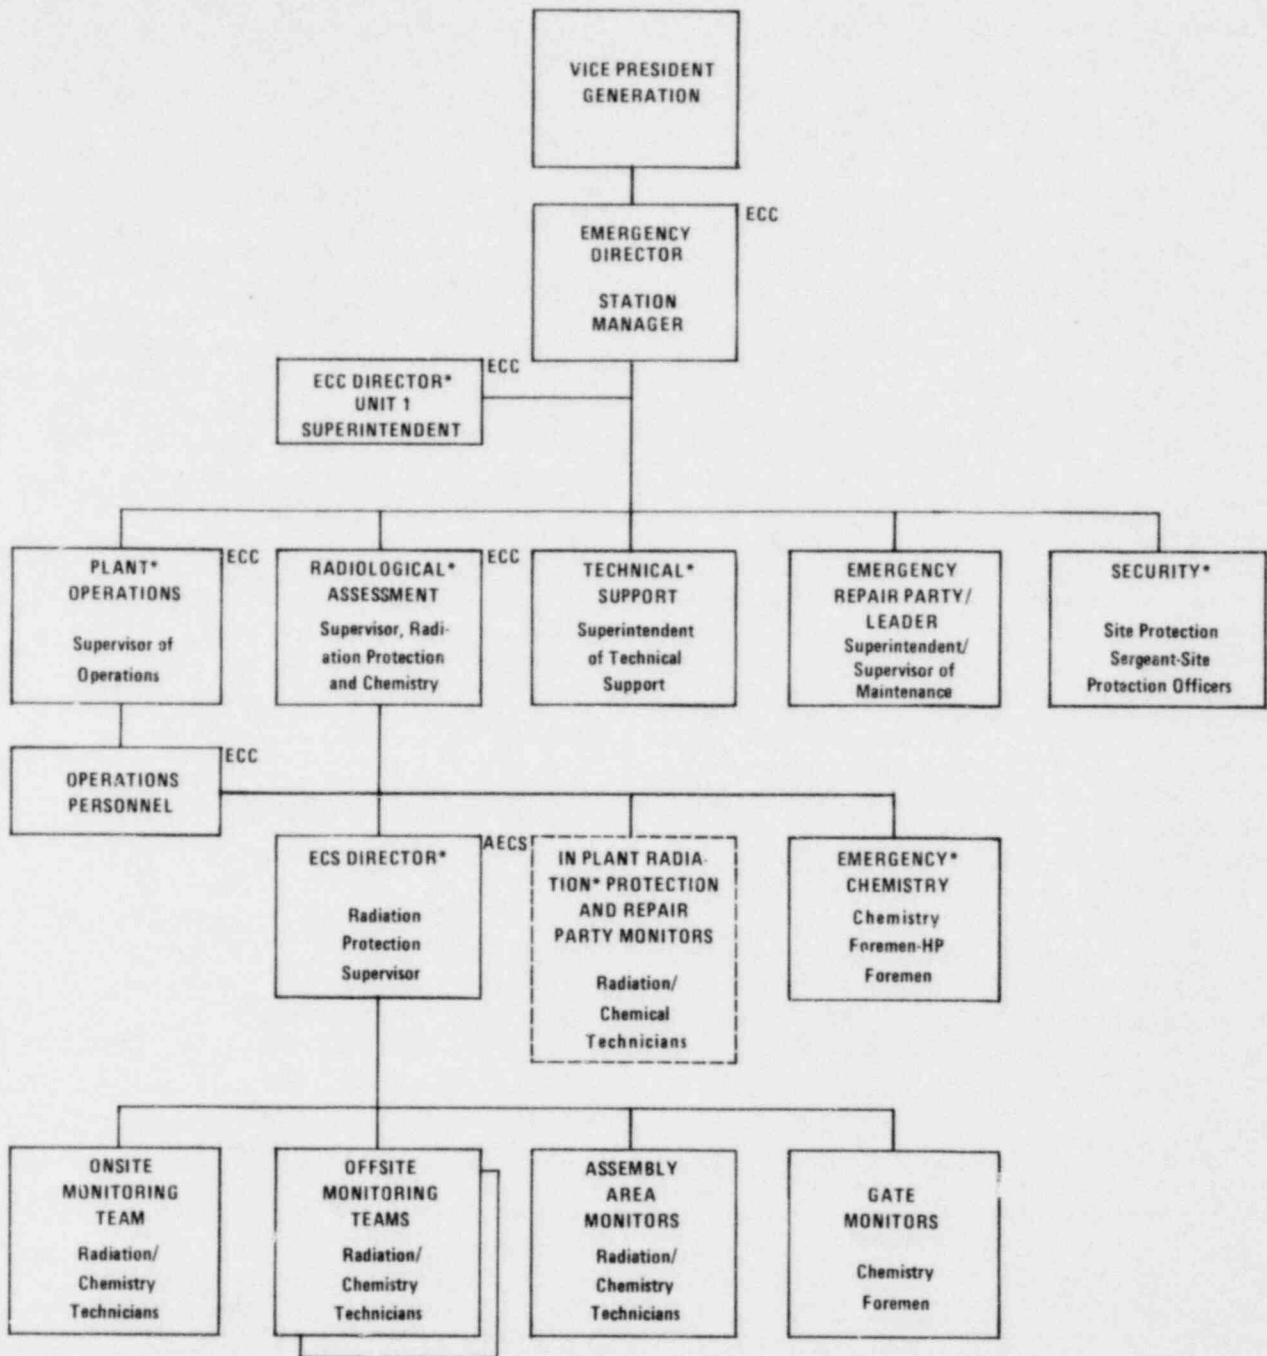 VICE PRESIDENT
GENERATION
ECC
EMERGENCY
DIRECTOR
STATION
MANAGER
ECC
ECC DIRECTOR*
UNIT 1
SUPERINTENDENT
PLANT*
OPERATIONS
Supervisor of
Operations
ECC
RADIOLOGICAL*
ASSESSMENT
Supervisor, Radi-
ation Protection
and Chemistry
ECC
TECHNICAL*
SUPPORT
Superintendent
of Technical
Support
EMERGENCY
REPAIR PARTY/
LEADER
Superintendent/
Supervisor of
Maintenance
SECURITY*
Site Protection
Sergeant-Site
Protection Officers
OPERATIONS
PERSONNEL
ECC
ECS DIRECTOR*
Radiation
Protection
Supervisor
AECS
IN PLANT RADIA-
TION* PROTECTION
AND REPAIR
PARTY MONITORS
Radiation/
Chemical
Technicians
EMERGENCY*
CHEMISTRY
Chemistry
Foremen-HP
Foremen
ONSITE
MONITORING
TEAM
Radiation/
Chemistry
Technicians
OFFSITE
MONITORING
TEAMS
Radiation/
Chemistry
Technicians
ASSEMBLY
AREA
MONITORS
Radiation/
Chemistry
Technicians
GATE
MONITORS
Chemistry
Foremen